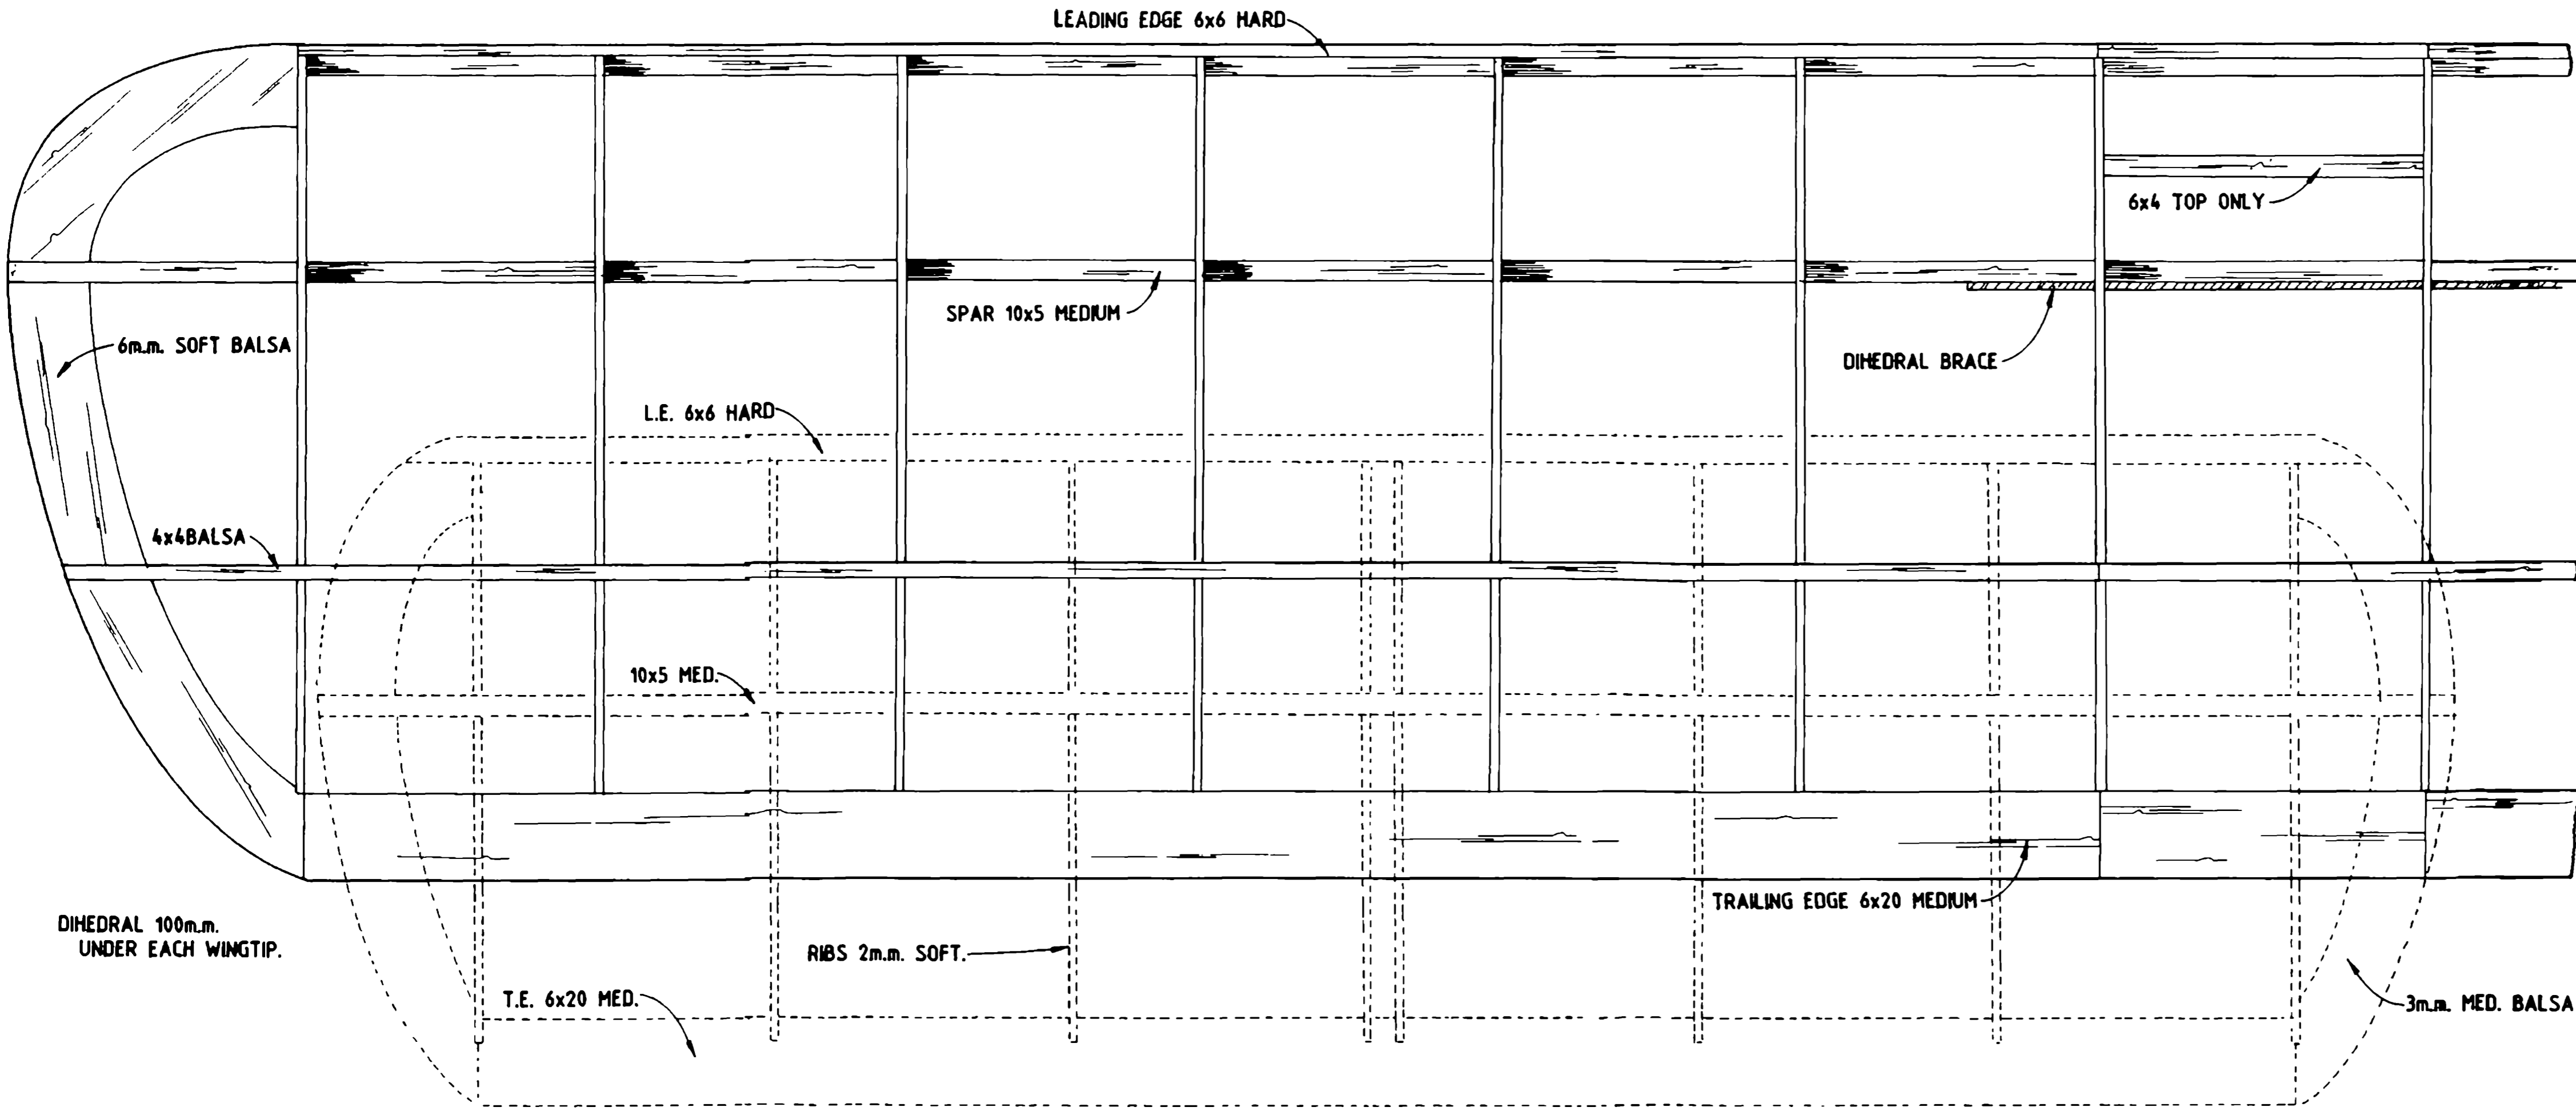 LEADING EDGE 6x6 HARD
6x4 TOP ONLY
SPAR 10x5 MEDIUM
6m.m. SOFT BALSA
DIHEDRAL BRACE
L.E. 6x6 HARD
4x4BALSA
10x5 MED.
TRAILING EDGE 6x20 MEDIUM
DIHEDRAL 100m.m.
UNDER EACH WINGTIP.
RIBS 2m.m. SOFT.
T.E. 6x20 MED.
3m.m. MED. BALSA